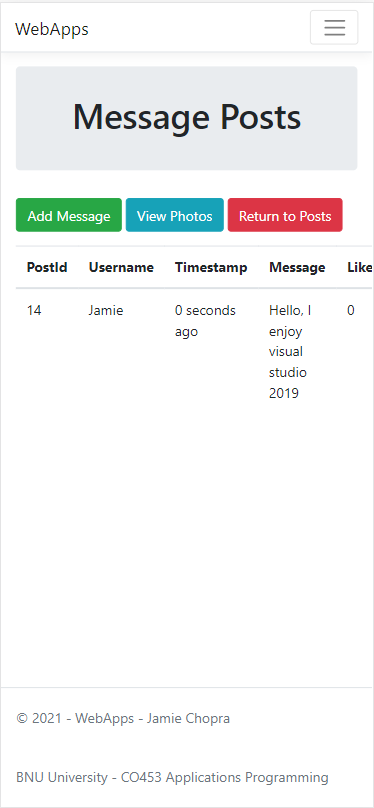 WebApps
Message Posts
Add Message View Photos Return to Posts
PostId Username Timestamp Message Like
14 Jamie 0 seconds ago Hello, I enjoy visual studio 2019 0
© 2021 - WebApps - Jamie Chopra
BNU University - CO453 Applications Programming